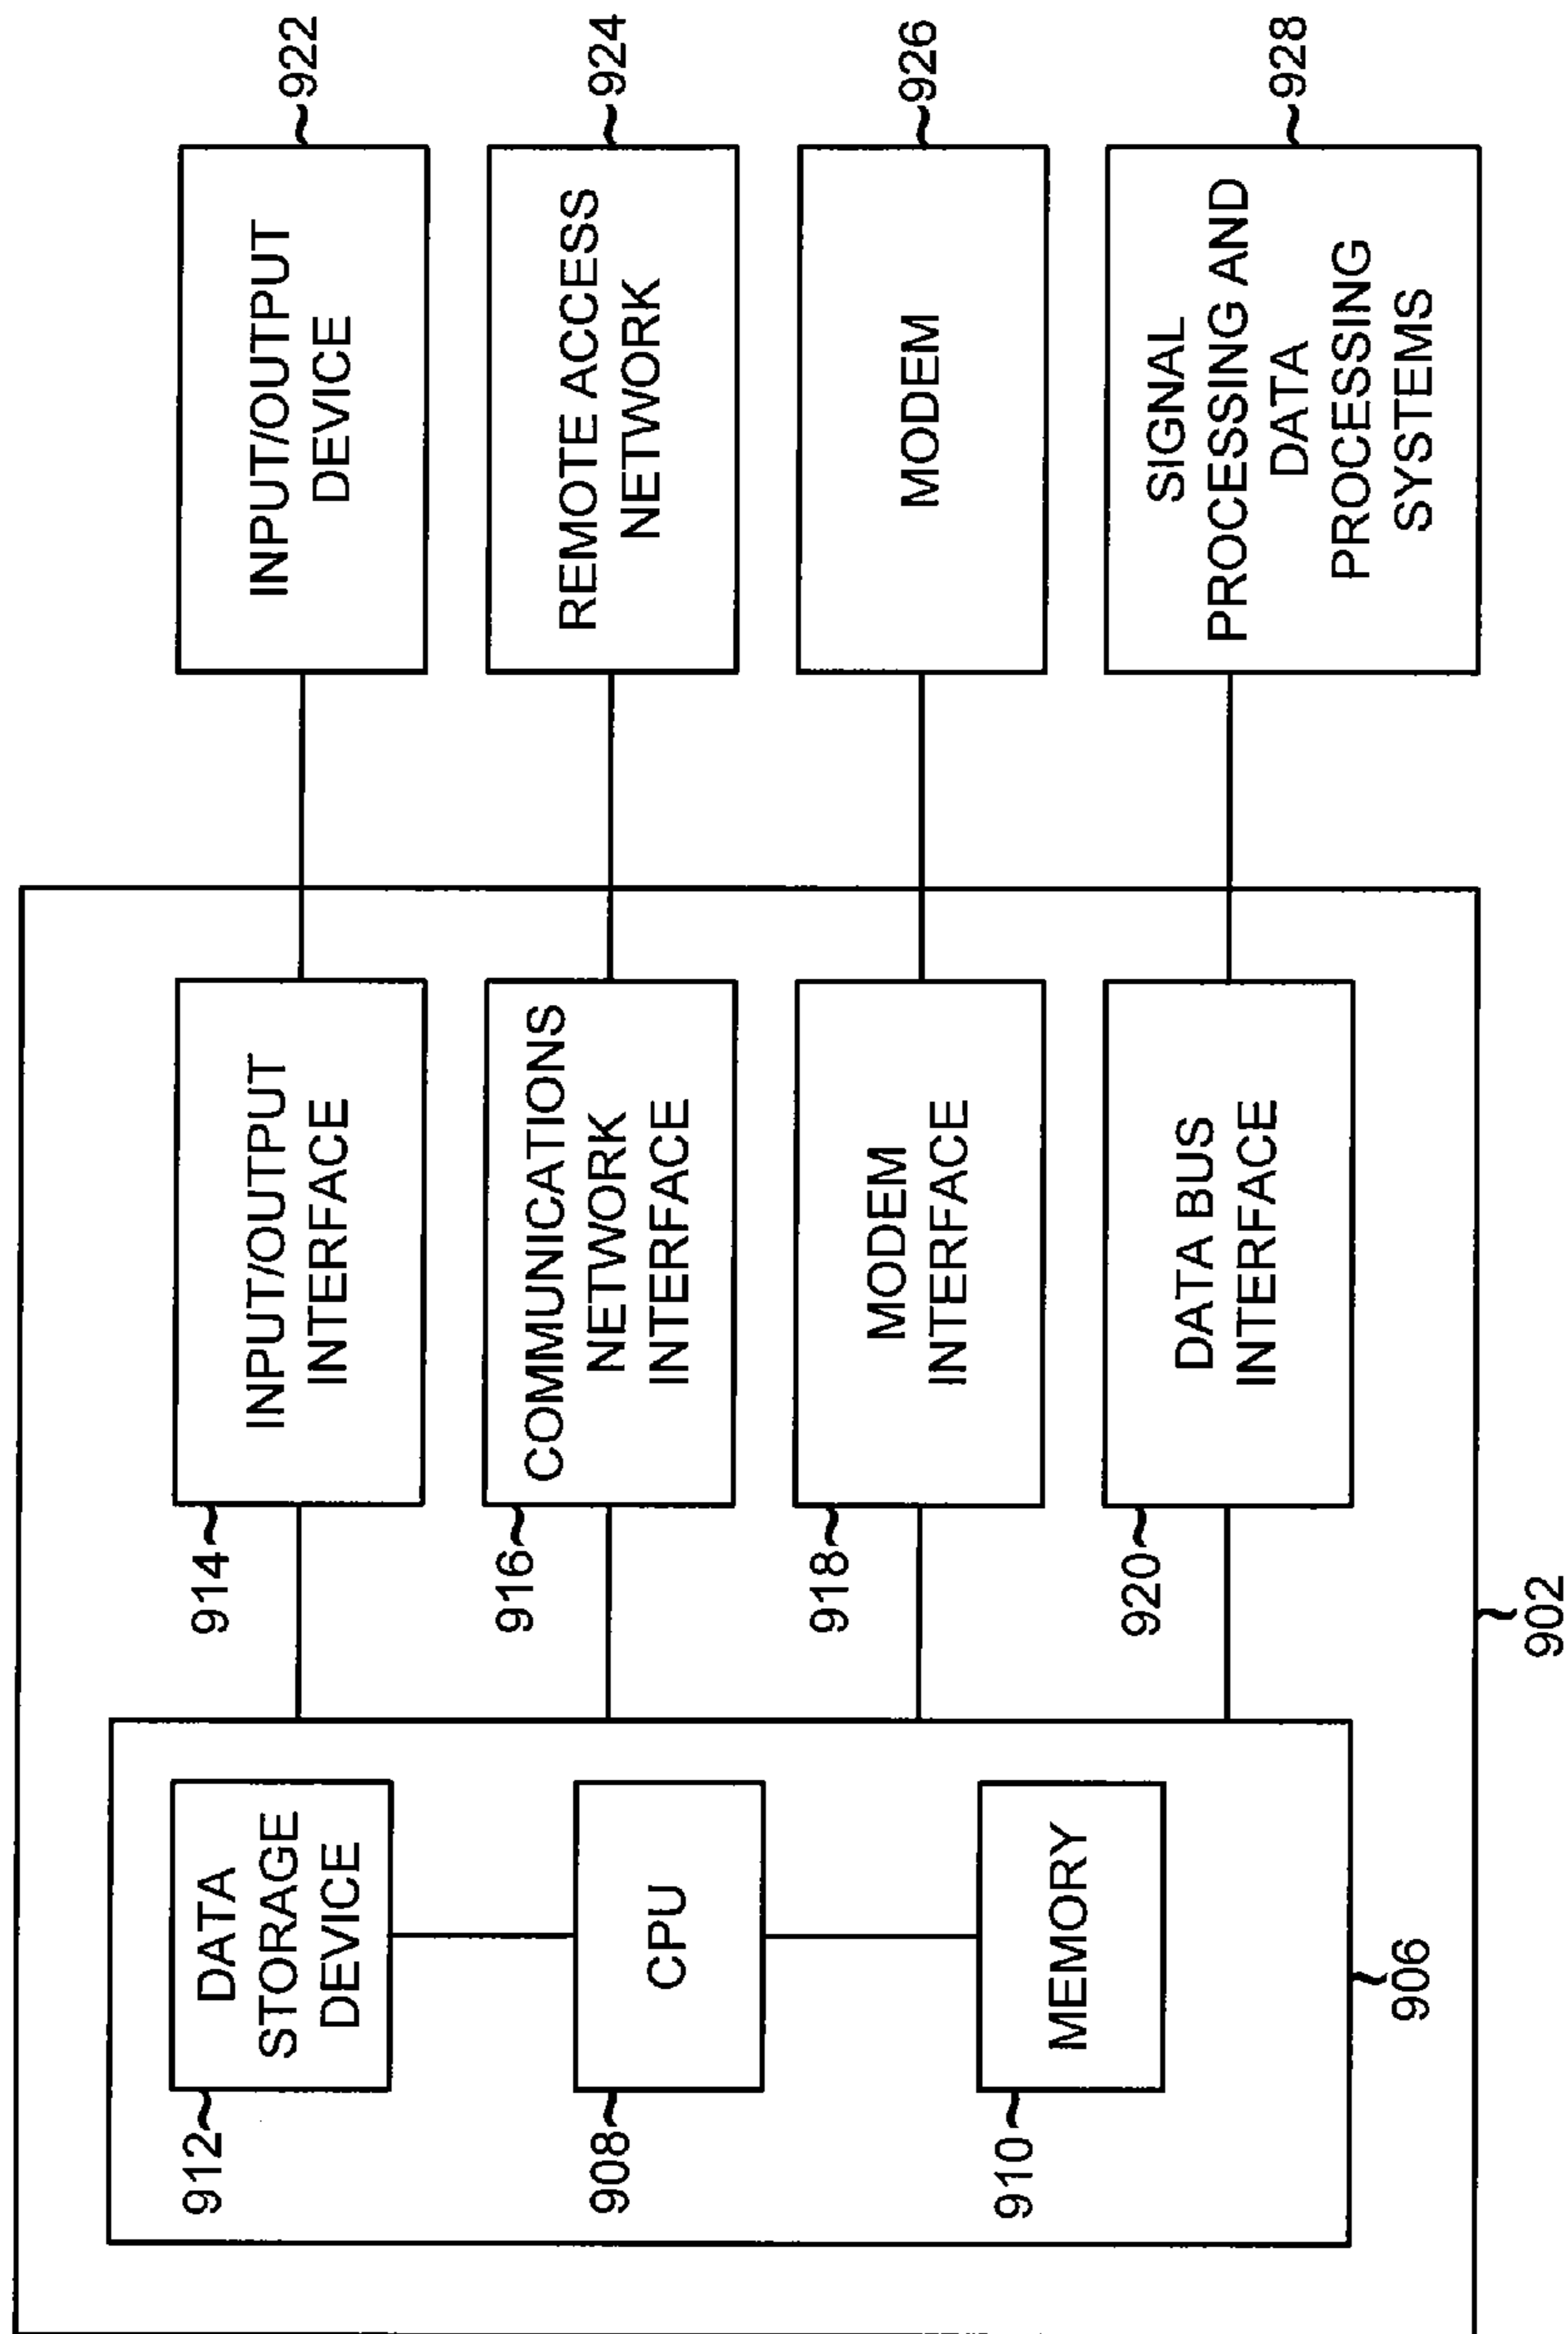 912
DATA
STORAGE
DEVICE
908
CPU
910
MEMORY
906
914
INPUT/OUTPUT
INTERFACE
916
COMMUNICATIONS
NETWORK
INTERFACE
918
MODEM
INTERFACE
920
DATA BUS
INTERFACE
902
INPUT/OUTPUT
DEVICE
922
REMOTE ACCESS
NETWORK
924
MODEM
926
SIGNAL
PROCESSING AND
DATA
PROCESSING
SYSTEMS
928